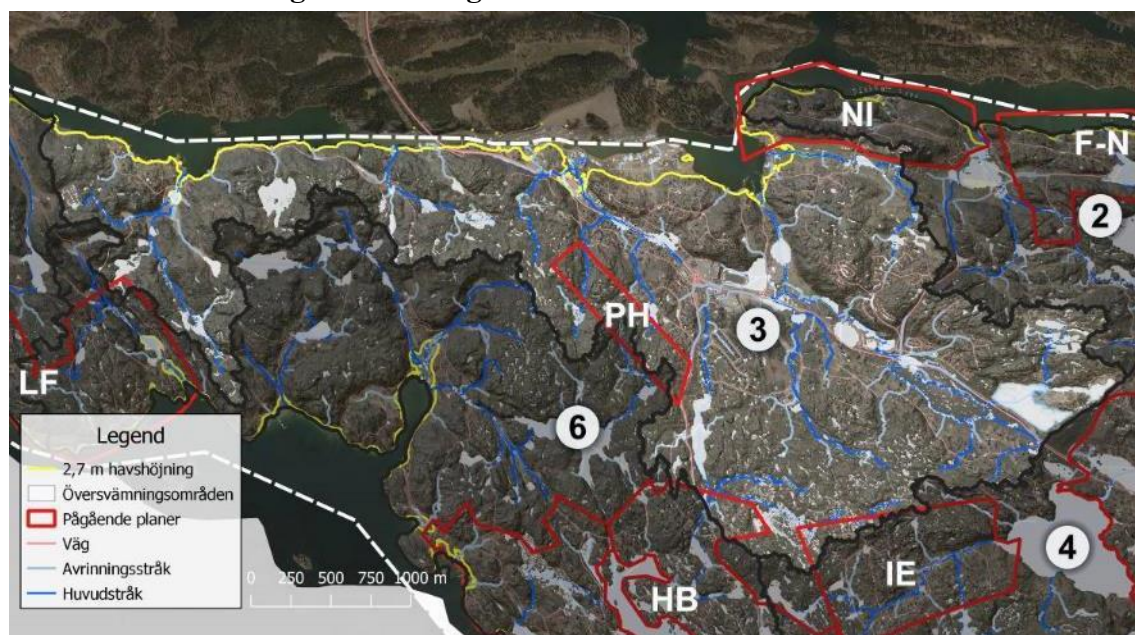 NI
F-N
2
PH
3
LF
6
4
IE
HB
Legend
2,7 m havshöjning
Översvämningsområden
Pågående planer
Väg
Avrinningsstråk
Huvudstråk
0 250 500 750 1000 m